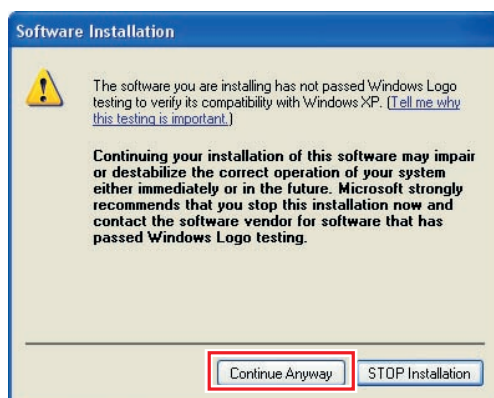 Software Installation
The software you are installing has not passed Windows Logo
testing to verify its compatibility with Windows XP. (Tell me why
this testing is important.)
Continuing your installation of this software may impair
or destabilize the correct operation of your system
either immediately or in the future. Microsoft strongly
recommends that you stop this installation now and
contact the software vendor for software that has
passed Windows Logo testing.
Continue Anyway
STOP Installation